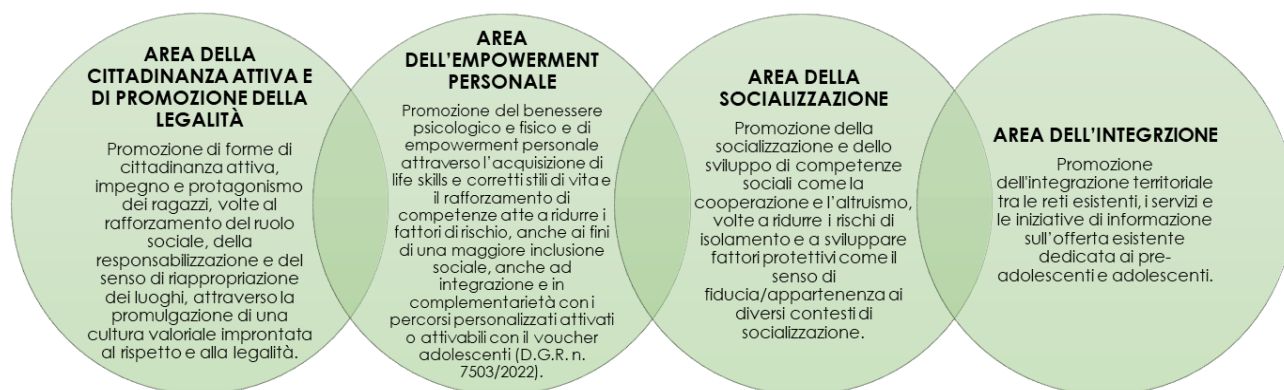 AREA DELLA
CITTADINANZA ATTIVA E
DI PROMOZIONE DELLA
LEGALITÀ
Promozione di forme di
cittadinanza attiva,
impegno e protagonismo
dei ragazzi, volte al
rafforzamento del ruolo
sociale, della
responsabilizzazione e del
senso di riappropriazione
dei luoghi, attraverso la
promulgazione di una
cultura valoriale improntata
al rispetto e alla legalità.
AREA
DELL'EMPOWERMENT
PERSONALE
Promozione del benessere
psicologico e fisico e di
empowerment personale
attraverso l'acquisizione di
life skills e corretti stili di vita e
il rafforzamento di
competenze atte a ridurre i
fattori di rischio, anche ai fini
di una maggiore inclusione
sociale, anche ad
integrazione e in
complementarietà con i
percorsi personalizzati attivati
o attivabili con il voucher
adolescenti (D.G.R. n.
7503/2022).
AREA DELLA
SOCIALIZZAZIONE
Promozione della
socializzazione e dello
sviluppo di competenze
sociali come la
cooperazione e l'altruismo,
volte a ridurre i rischi di
isolamento e a sviluppare
fattori protettivi come il
senso di
fiducia/appartenenza ai
diversi contesti di
socializzazione.
AREA DELL'INTEGRZIONE
Promozione
dell'integrazione territoriale
tra le reti esistenti, i servizi e
le iniziative di informazione
sull'offerta esistente
dedicata ai pre-
adolescenti e adolescenti.